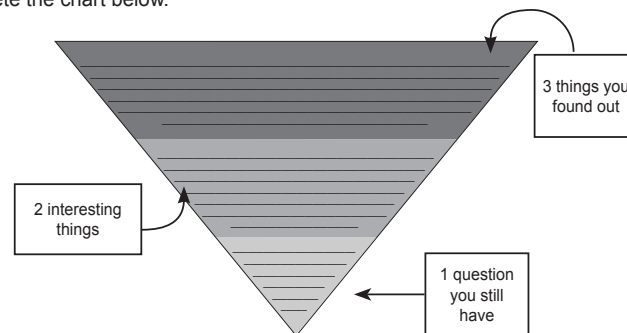 ete the chart below.
3 things you
found out
2 interesting
things
1 question
you still
have